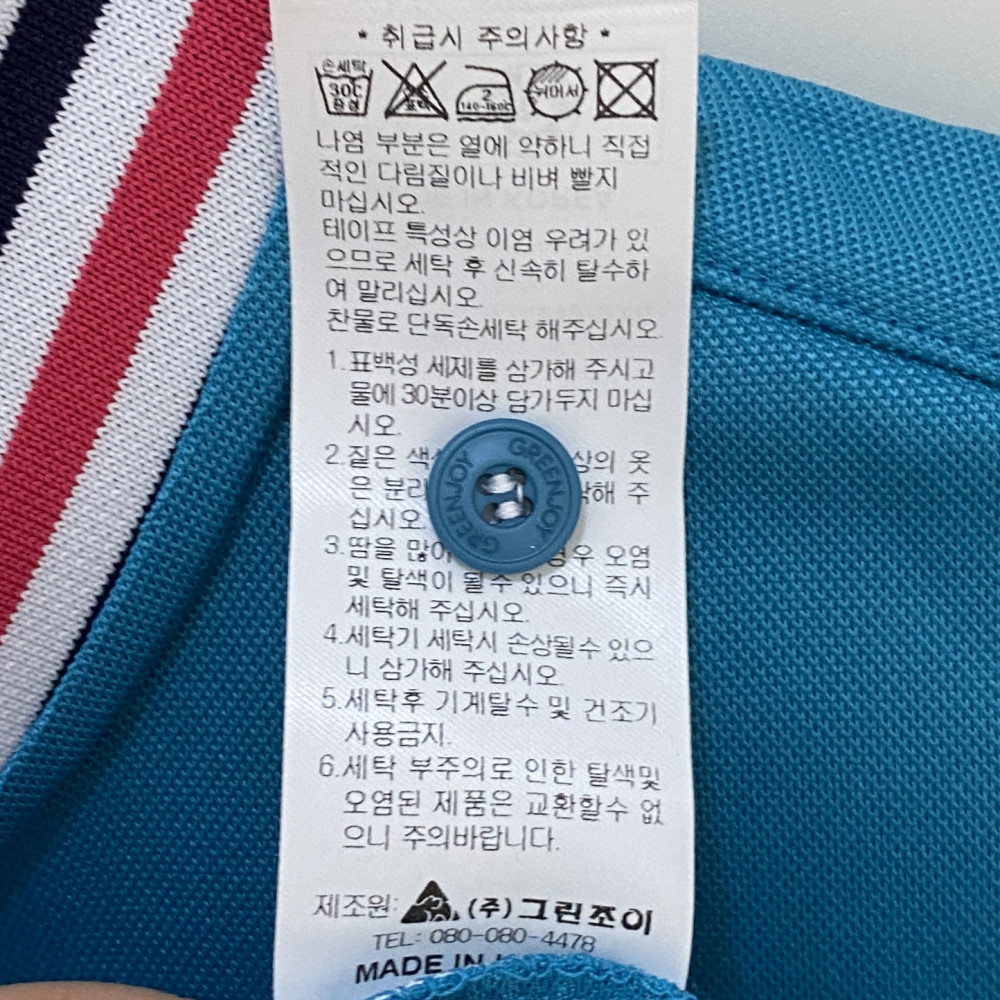 * 취급시 주의사항 *
손세탁
30℃
중성
2
140-160℃
뉘어서
나염 부분은 열에 약하니 직접
적인 다림질이나 비벼 빨지
마십시오.
테이프 특성상 이염 우려가 있
으므로 세탁 후 신속히 탈수하
여 말리십시오.
찬물로 단독손세탁 해주십시오.
1.표백성 세제를 삼가해 주시고
물에 30분이상 담가두지 마십
시오.
2.짙은 상의 옷
은 주
십시오.
3.땀을 오염
및 탈색이 될수 있으니 즉시
세탁해 주십시오.
4.세탁기 세탁시 손상될수 있으
니 삼가해 주십시오.
5.세탁후 기계탈수 및 건조기
사용금지.
6.세탁 부주의로 인한 탈색및
오염된 제품은 교환할수 없
으니 주의바랍니다.
GREENJOY
GREENJOY
제조원: (주)그린조이
TEL: 080-080-4478
MADE IN